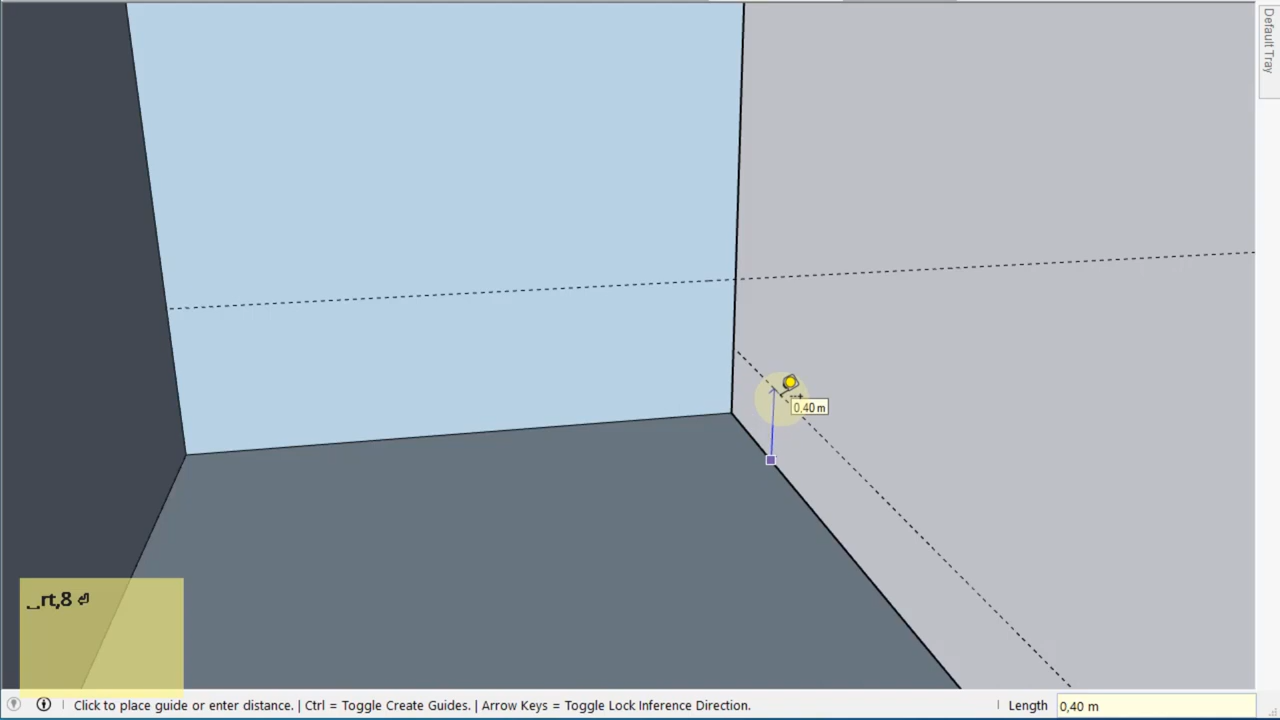 Default Tray
0,40 m
_rt,8 ⏎
Click to place guide or enter distance. | Ctrl = Toggle Create Guides. | Arrow Keys = Toggle Lock Inference Direction.
Length 0,40 m